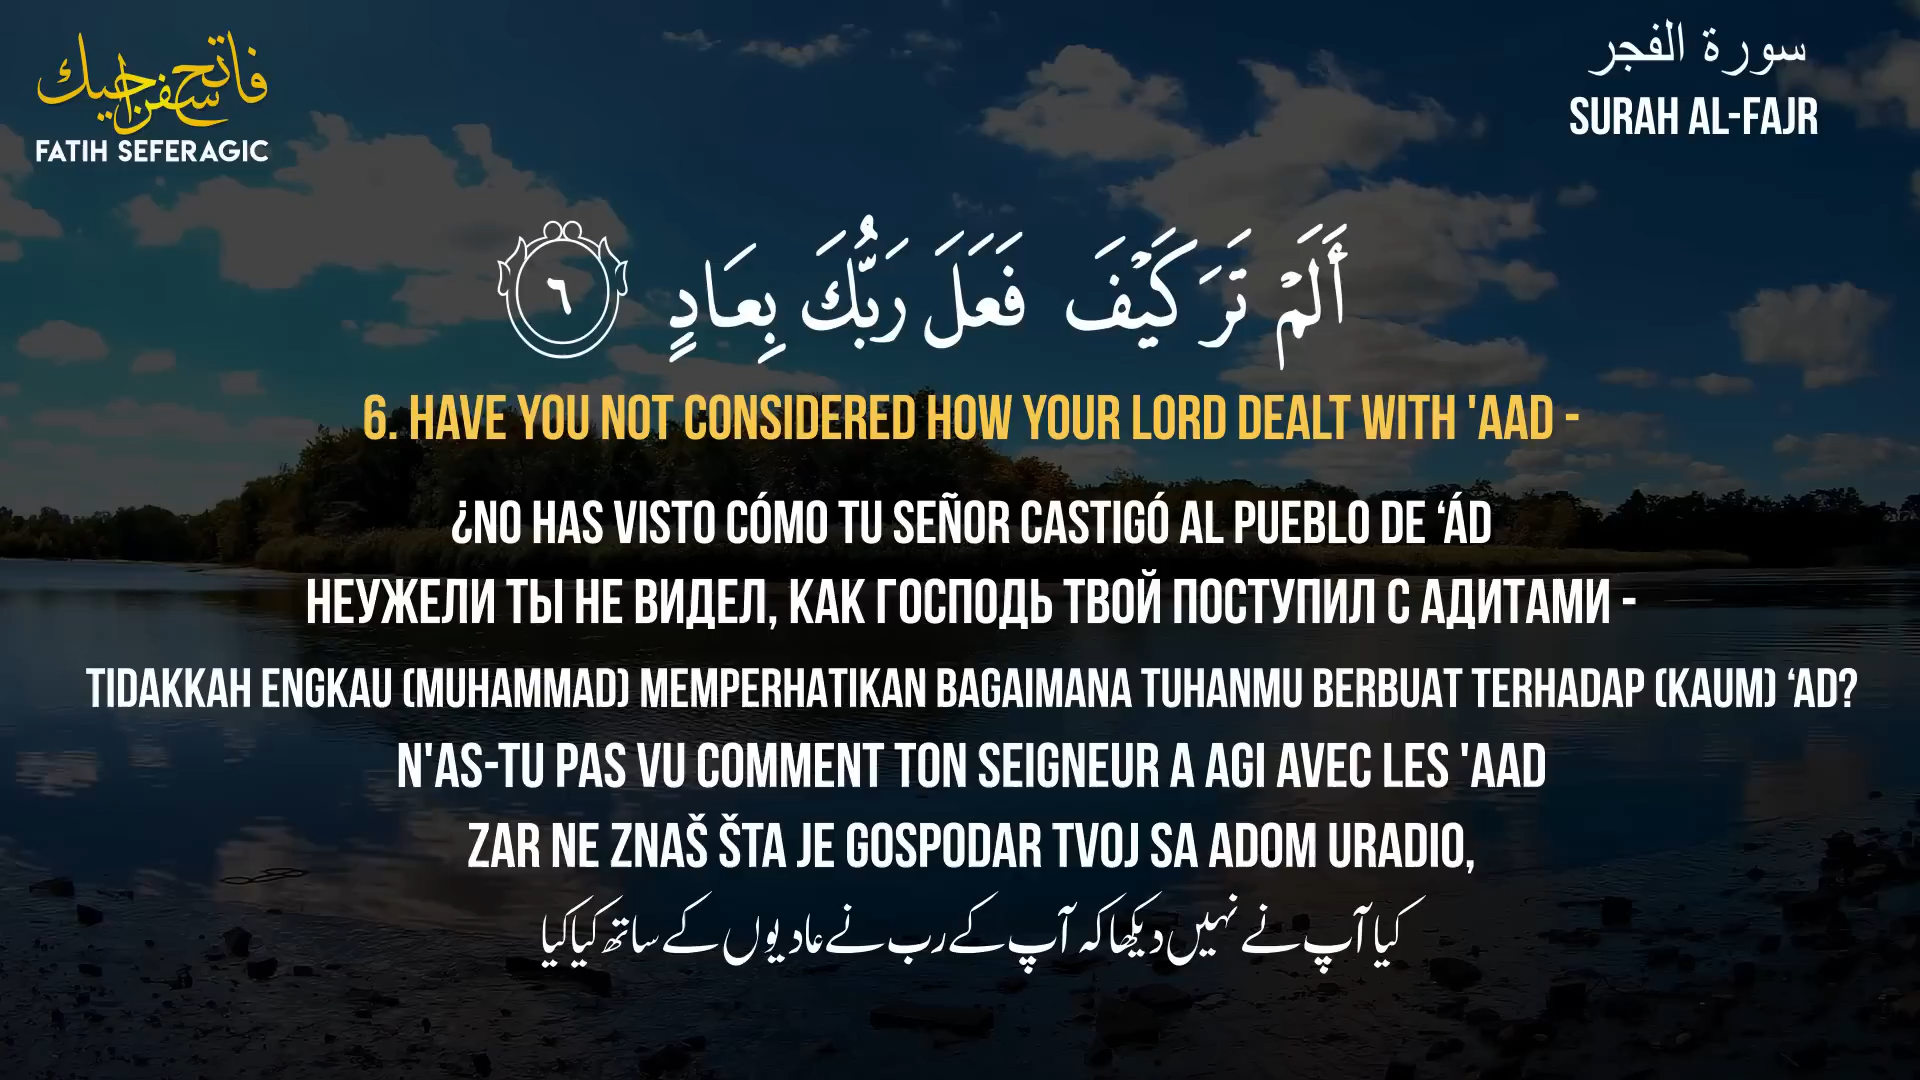 فاتح سفراجيك
FATIH SEFERAGIC
سورة الفجر
SURAH AL-FAJR
أَلَمْ تَرَ كَيْفَ فَعَلَ رَبُّكَ بِعَادٍ ٦
6. HAVE YOU NOT CONSIDERED HOW YOUR LORD DEALT WITH 'AAD -
¿NO HAS VISTO CÓMO TU SEÑOR CASTIGÓ AL PUEBLO DE ‘ÁD
НЕУЖЕЛИ ТЫ НЕ ВИДЕЛ, КАК ГОСПОДЬ ТВОЙ ПОСТУПИЛ С АДИТАМИ -
TIDAKKAH ENGKAU (MUHAMMAD) MEMPERHATIKAN BAGAIMANA TUHANMU BERBUAT TERHADAP (KAUM) ‘AD?
N'AS-TU PAS VU COMMENT TON SEIGNEUR A AGI AVEC LES 'AAD
ZAR NE ZNAŠ ŠTA JE GOSPODAR TVOJ SA ADOM URADIO,
کیا آپ نے نہیں دیکھا کہ آپ کے رب نے عادیوں کے ساتھ کیا کیا